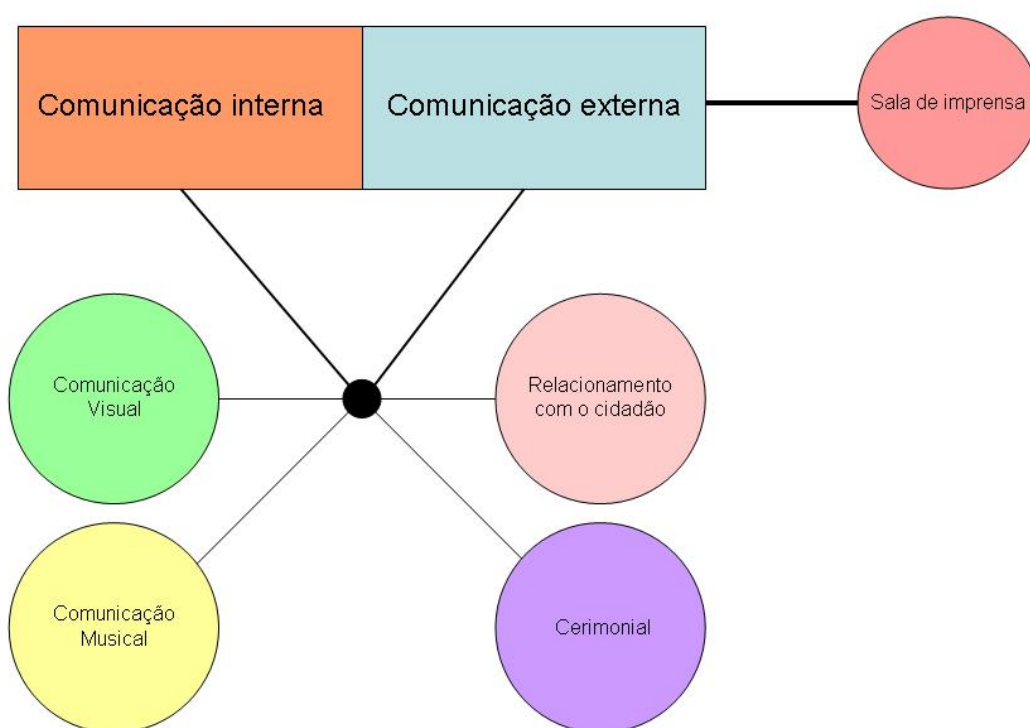 Comunicação interna
Comunicação externa
Sala de imprensa
Comunicação
Visual
Relacionamento
com o cidadão
Comunicação
Musical
Cerimonial